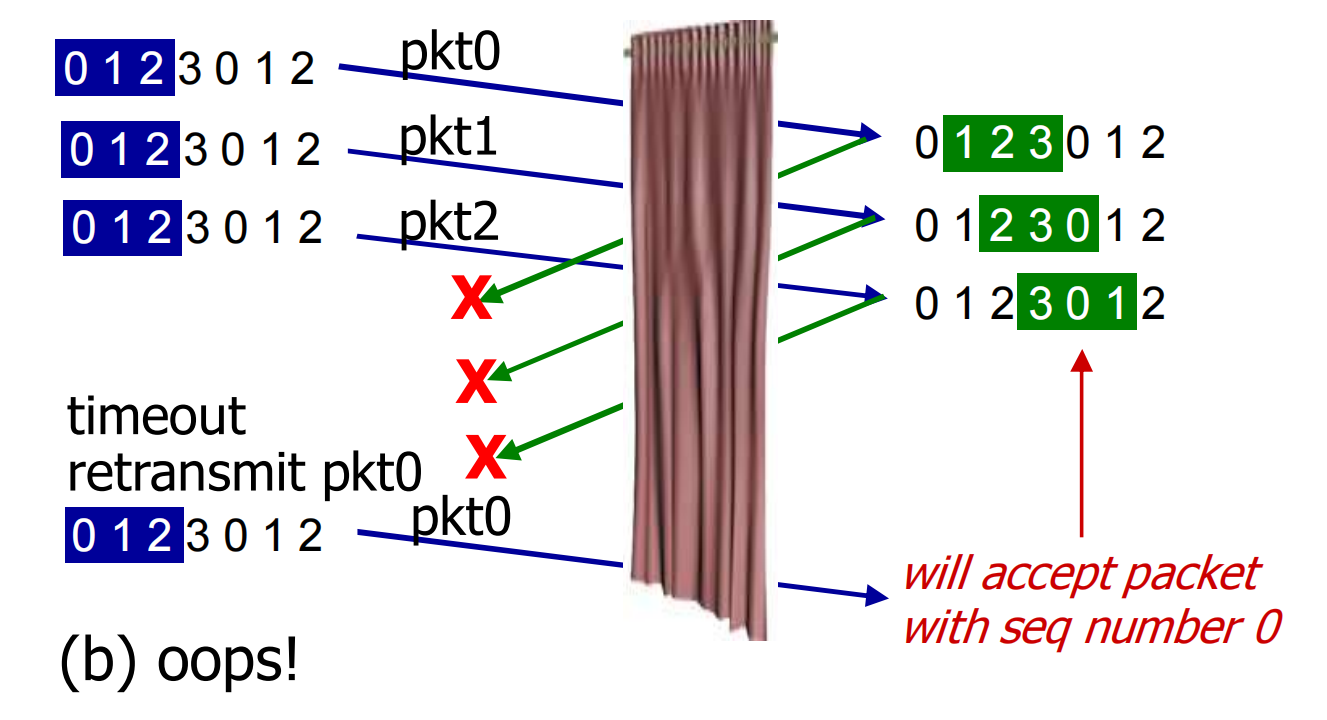 0 1 2 3 0 1 2
pkt0
0 1 2 3 0 1 2
pkt1
0 1 2 3 0 1 2
pkt2
0 1 2 3 0 1 2
0 1 2 3 0 1 2
0 1 2 3 0 1 2
X
X
X
timeout
retransmit pkt0
0 1 2 3 0 1 2
pkt0
will accept packet
with seq number 0
(b) oops!